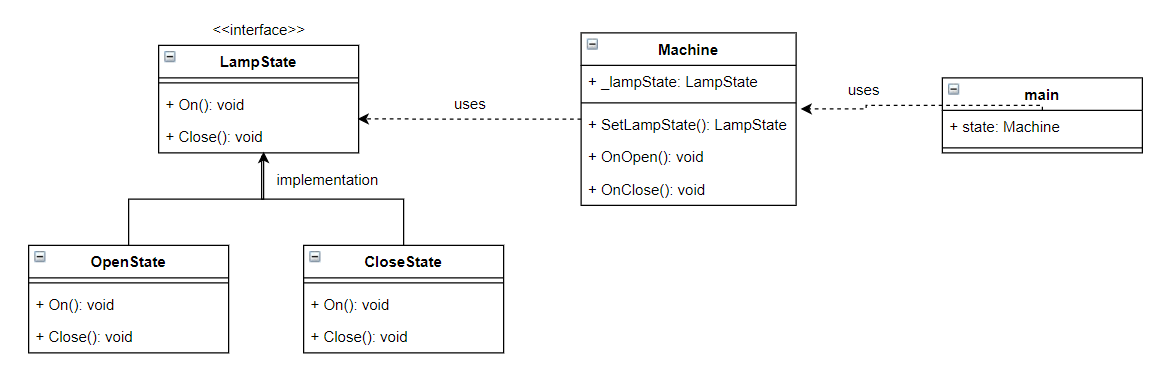 <<interface>>
LampState
+ On(): void
+ Close(): void
uses
Machine
+ _lampState: LampState
+ SetLampState(): LampState
+ OnOpen(): void
+ OnClose(): void
uses
main
+ state: Machine
implementation
OpenState
+ On(): void
+ Close(): void
CloseState
+ On(): void
+ Close(): void